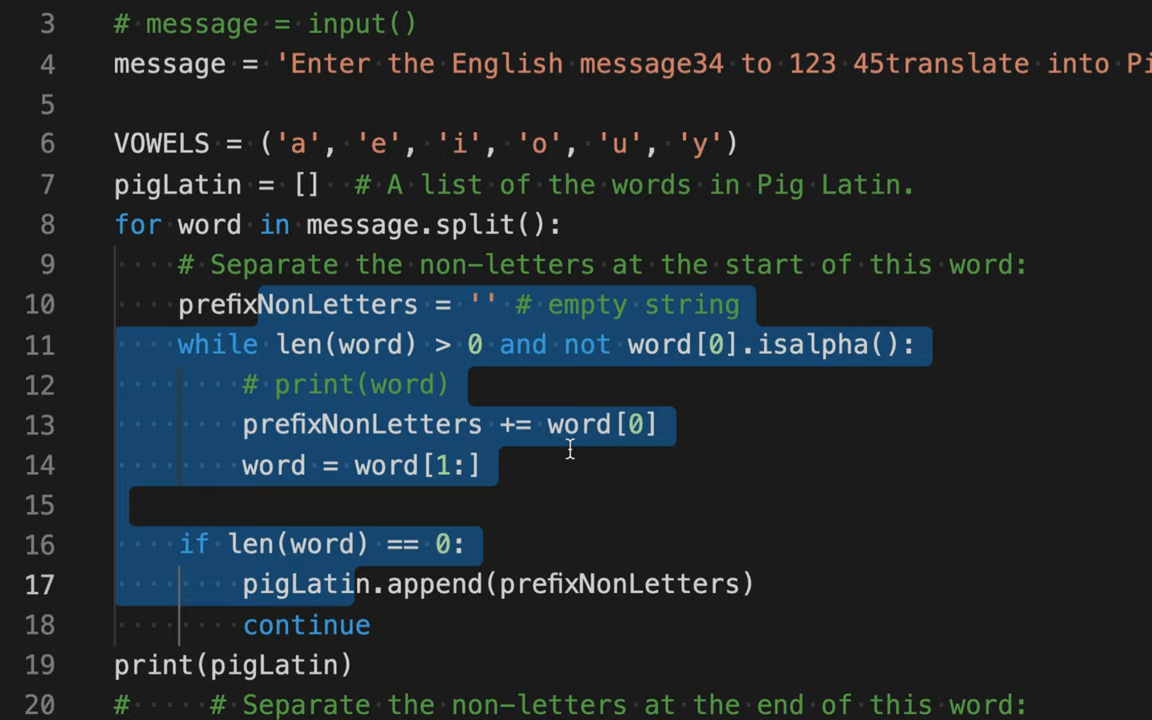 3 # message = input()
4 message = 'Enter the English message34 to 123 45translate into Pi
5
6 VOWELS = ('a', 'e', 'i', 'o', 'u', 'y')
7 pigLatin = [] # A list of the words in Pig Latin.
8 for word in message.split():
9 # Separate the non-letters at the start of this word:
10 prefixNonLetters = '' # empty string
11 while len(word) > 0 and not word[0].isalpha():
12 # print(word)
13 prefixNonLetters += word[0]
14 word = word[1:]
15
16 if len(word) == 0:
17 pigLatin.append(prefixNonLetters)
18 continue
19 print(pigLatin)
20 # # Separate the non-letters at the end of this word: